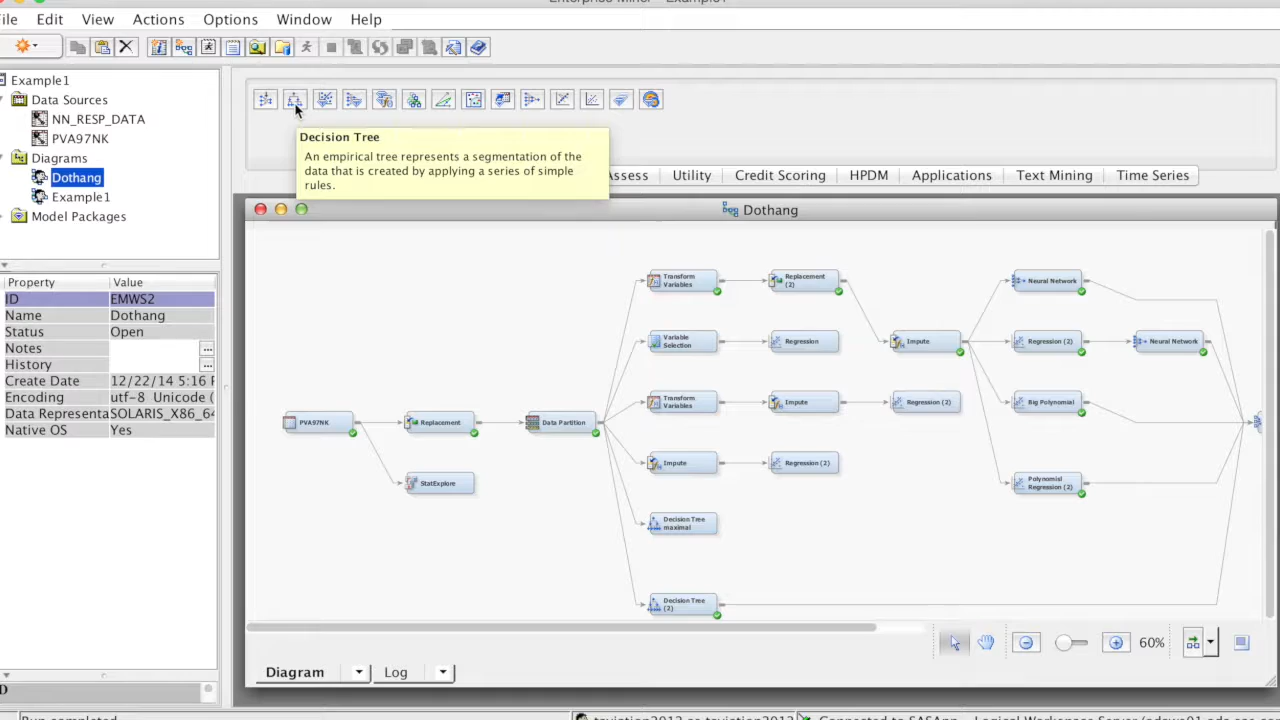 File Edit View Actions Options Window Help
Example1
Data Sources
NN_RESP_DATA
PVA97NK
Diagrams
Dothang
Example1
Model Packages
Property Value
ID EMWS2
Name Dothang
Status Open
Notes ...
History ...
Create Date 12/22/14 5:16
Encoding utf-8 Unicode (
Data Representa SOLARIS_X86_6
Native OS Yes
Decision Tree
An empirical tree represents a segmentation of the
data that is created by applying a series of simple
rules.
Assess Utility Credit Scoring HPDM Applications Text Mining Time Series
Dothang
Transform
Variables
Replacement
(2)
Neural Network
Variable
Selection
Regression
Impute
Regression (2)
Neural Network
Transform
Variables
Impute
Regression (2)
Rig Polynomial
PVA97NK
Replacement
Data Partition
Impute
Regression (2)
StatExplore
Polynomisl
Regression (2)
Decision Tree
maximal
Decision Tree
(2)
60%
Diagram Log